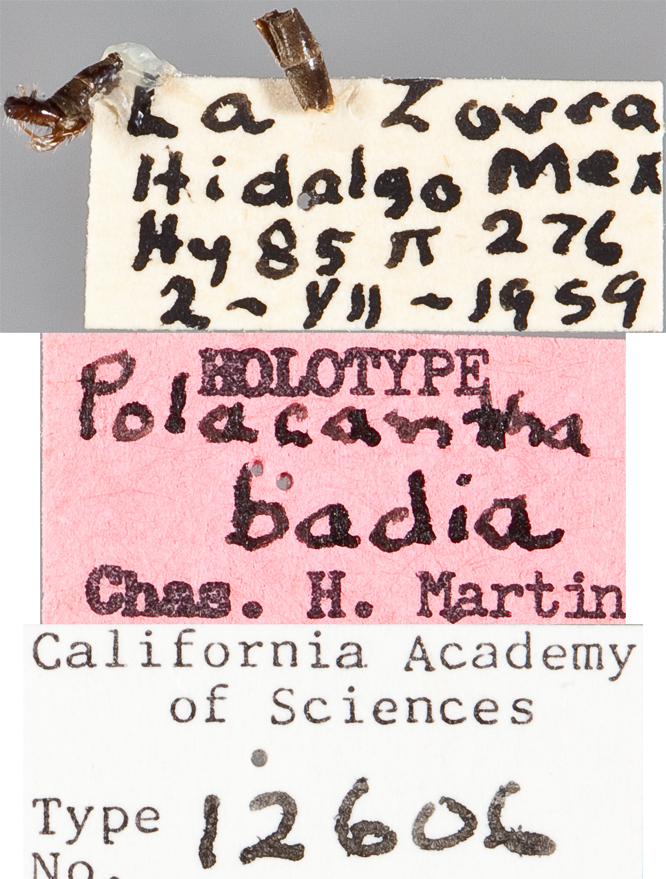 La Zorra
Hidalgo Mex
Hy 85 π 276
2-VII-1959
HOLOTYPE
Polacantha
badia
Chas. H. Martin
California Academy
of Sciences
Type 12606
No.